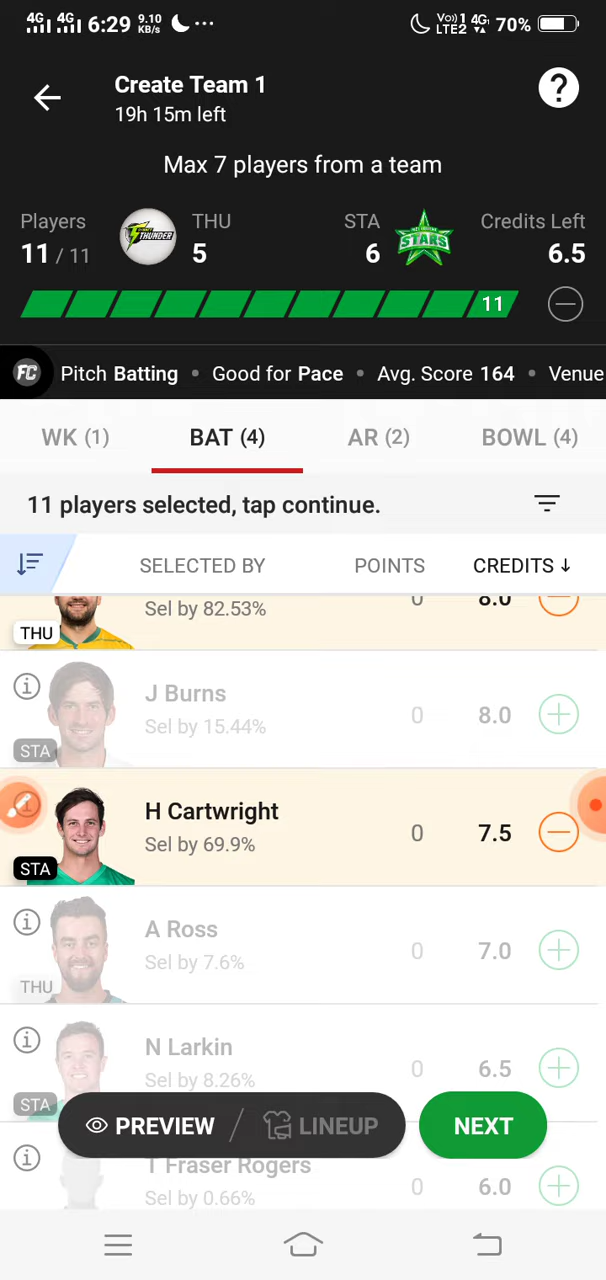 4G 4G 6:29 9.10 KB/s ... Vo) 1 LTE2 4G 70%
Create Team 1
19h 15m left
?
Max 7 players from a team
Players THU STA Credits Left
11 / 11 THUNDER 5 6 STARS 6.5
11
FC Pitch Batting • Good for Pace • Avg. Score 164 • Venue
WK (1) BAT (4) AR (2) BOWL (4)
11 players selected, tap continue.
SELECTED BY POINTS CREDITS ↓
Sel by 82.53% 0 8.0
THU
J Burns
Sel by 15.44% 0 8.0
STA
H Cartwright
Sel by 69.9% 0 7.5
STA
A Ross
Sel by 7.6% 0 7.0
THU
N Larkin
Sel by 8.26% 0 6.5
STA
PREVIEW / LINEUP NEXT
T Fraser Rogers
Sel by 0.66% 0 6.0